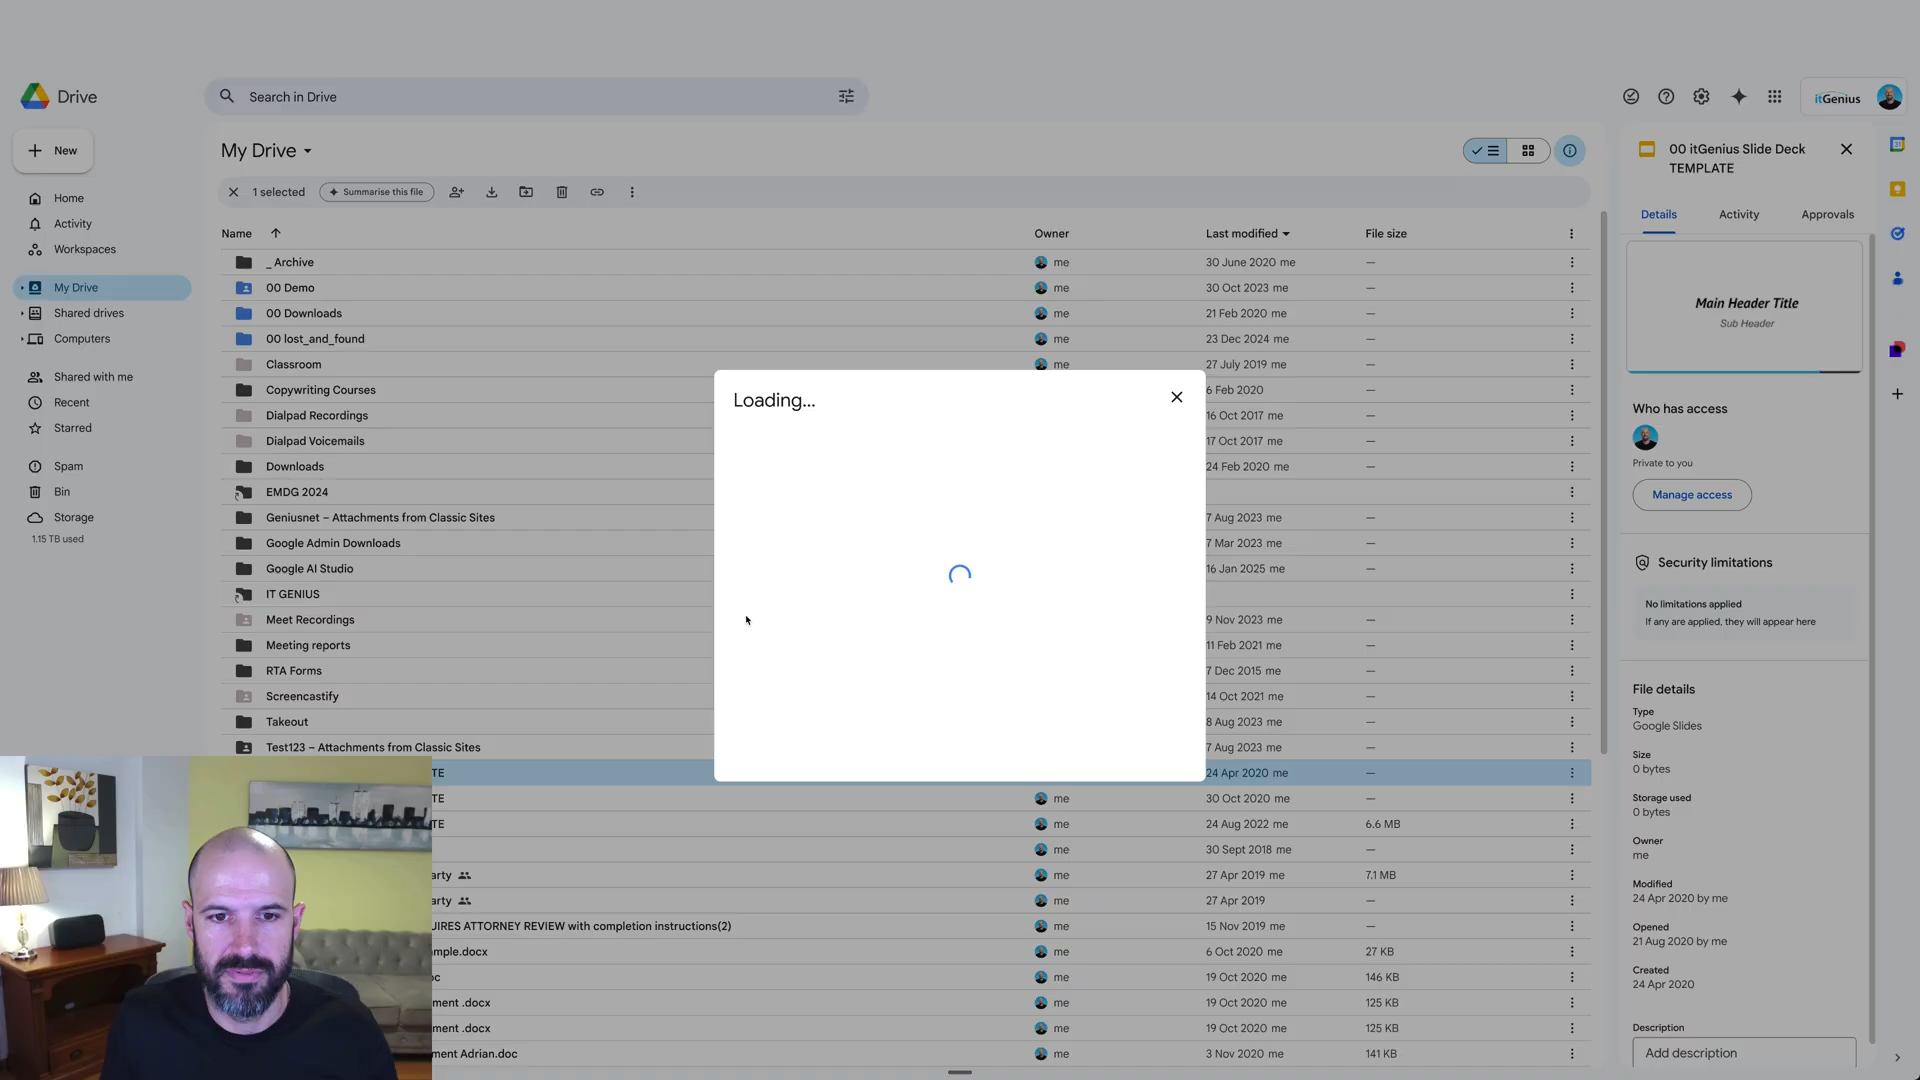 Drive
Search in Drive
itGenius
New
My Drive
1 selected
Summarise this file
Home
Activity
Workspaces
My Drive
Shared drives
Computers
Shared with me
Recent
Starred
Spam
Bin
Storage
1.15 TB used
Name Owner Last modified File size
_ Archive me 30 June 2020 me —
00 Demo me 30 Oct 2023 me —
00 Downloads me 21 Feb 2020 me —
00 lost_and_found me 23 Dec 2024 me —
Classroom me 27 July 2019 me —
Copywriting Courses 6 Feb 2020 —
Dialpad Recordings 16 Oct 2017 me —
Dialpad Voicemails 17 Oct 2017 me —
Downloads 24 Feb 2020 me —
EMDG 2024
Geniusnet – Attachments from Classic Sites 7 Aug 2023 me —
Google Admin Downloads 7 Mar 2023 me —
Google AI Studio 16 Jan 2025 me —
IT GENIUS
Meet Recordings 9 Nov 2023 me —
Meeting reports 11 Feb 2021 me —
RTA Forms 7 Dec 2015 me —
Screencastify 14 Oct 2021 me —
Takeout 8 Aug 2023 me —
Test123 – Attachments from Classic Sites 7 Aug 2023 me —
TE 24 Apr 2020 me —
TE me 30 Oct 2020 me —
TE me 24 Aug 2022 me 6.6 MB
me 30 Sept 2018 me —
arty me 27 Apr 2019 me 7.1 MB
arty me 27 Apr 2019 —
UIRES ATTORNEY REVIEW with completion instructions(2) me 15 Nov 2019 me —
mple.docx me 6 Oct 2020 me 27 KB
oc me 19 Oct 2020 me 146 KB
ment .docx me 19 Oct 2020 me 125 KB
ment .docx me 19 Oct 2020 me 125 KB
ment Adrian.doc me 3 Nov 2020 me 141 KB
Loading...
00 itGenius Slide Deck
TEMPLATE
Details Activity Approvals
Main Header Title
Sub Header
Who has access
Private to you
Manage access
Security limitations
No limitations applied
If any are applied, they will appear here
File details
Type
Google Slides
Size
0 bytes
Storage used
0 bytes
Owner
me
Modified
24 Apr 2020 by me
Opened
21 Aug 2020 by me
Created
24 Apr 2020
Description
Add description